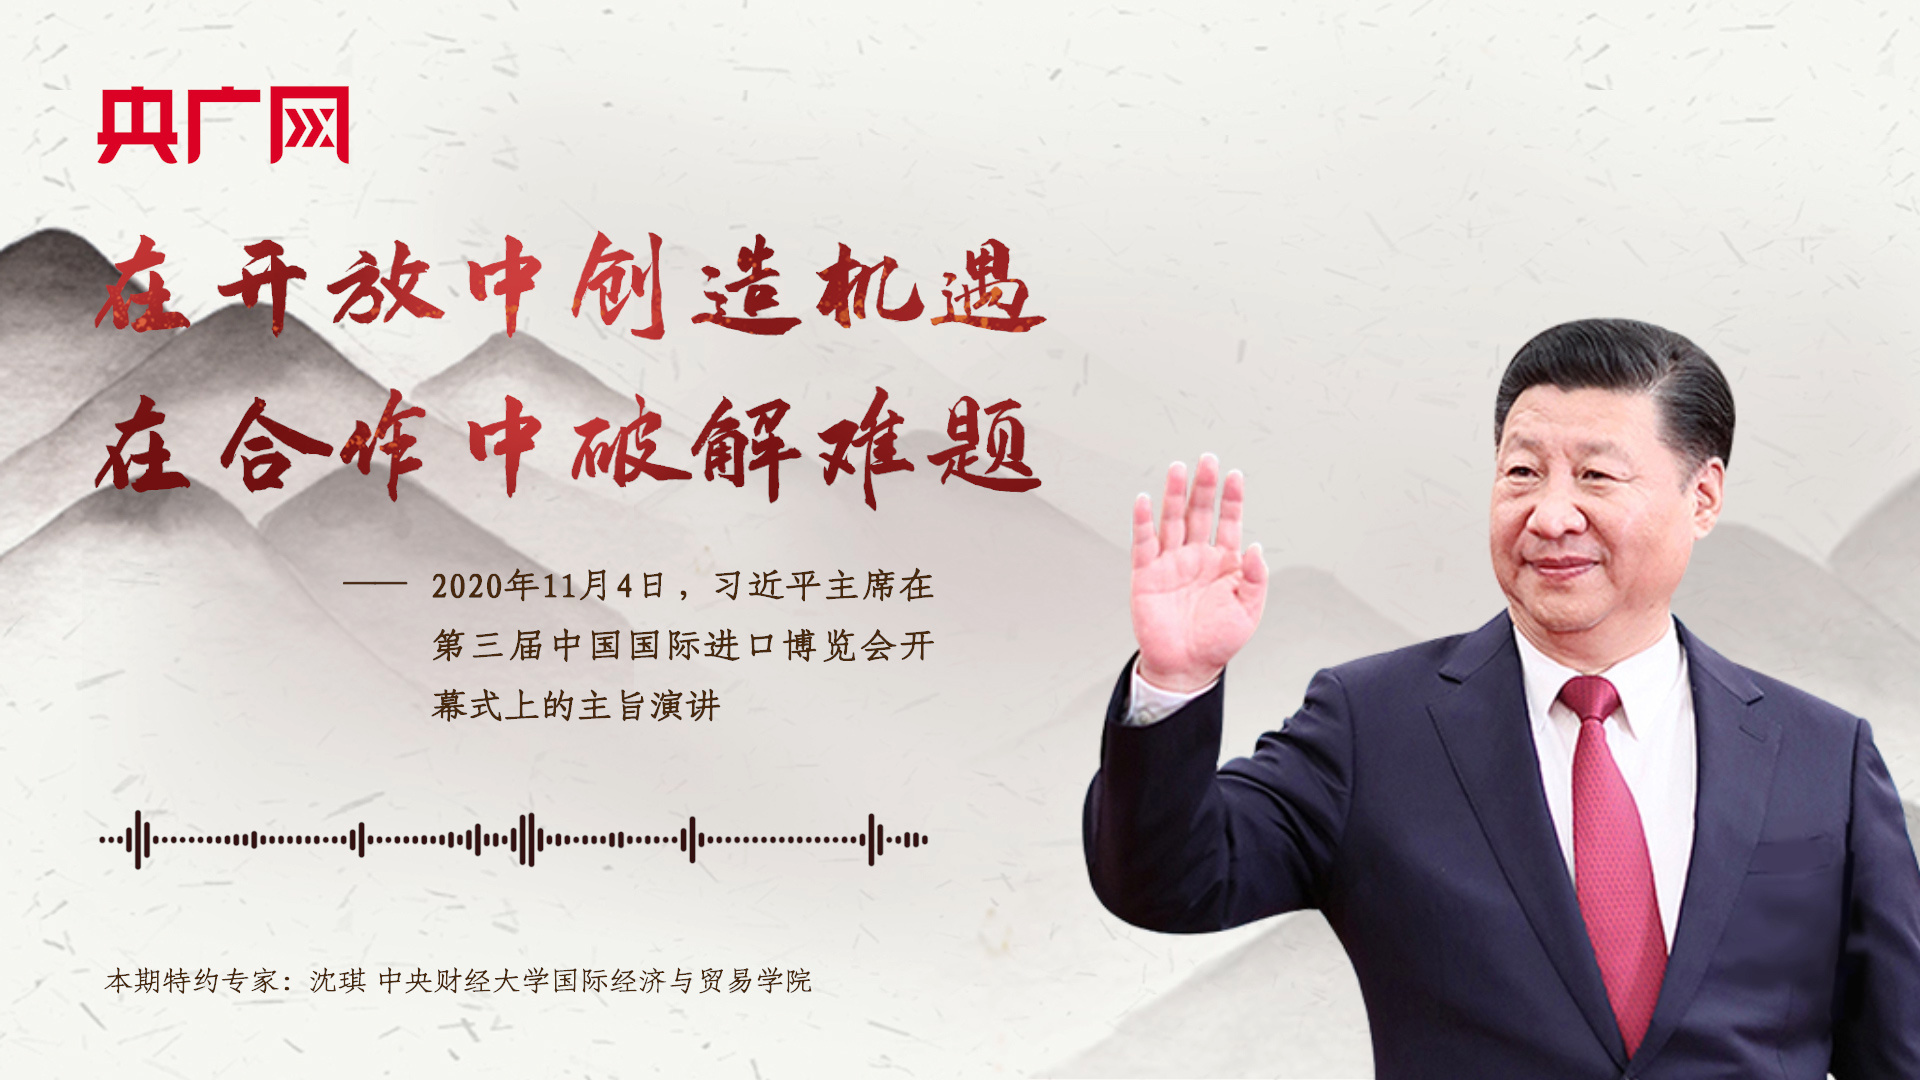 央广网
在开放中创造机遇
在合作中破解难题
—— 2020年11月4日，习近平主席在
第三届中国国际进口博览会开
幕式上的主旨演讲
本期特约专家：沈琪 中央财经大学国际经济与贸易学院